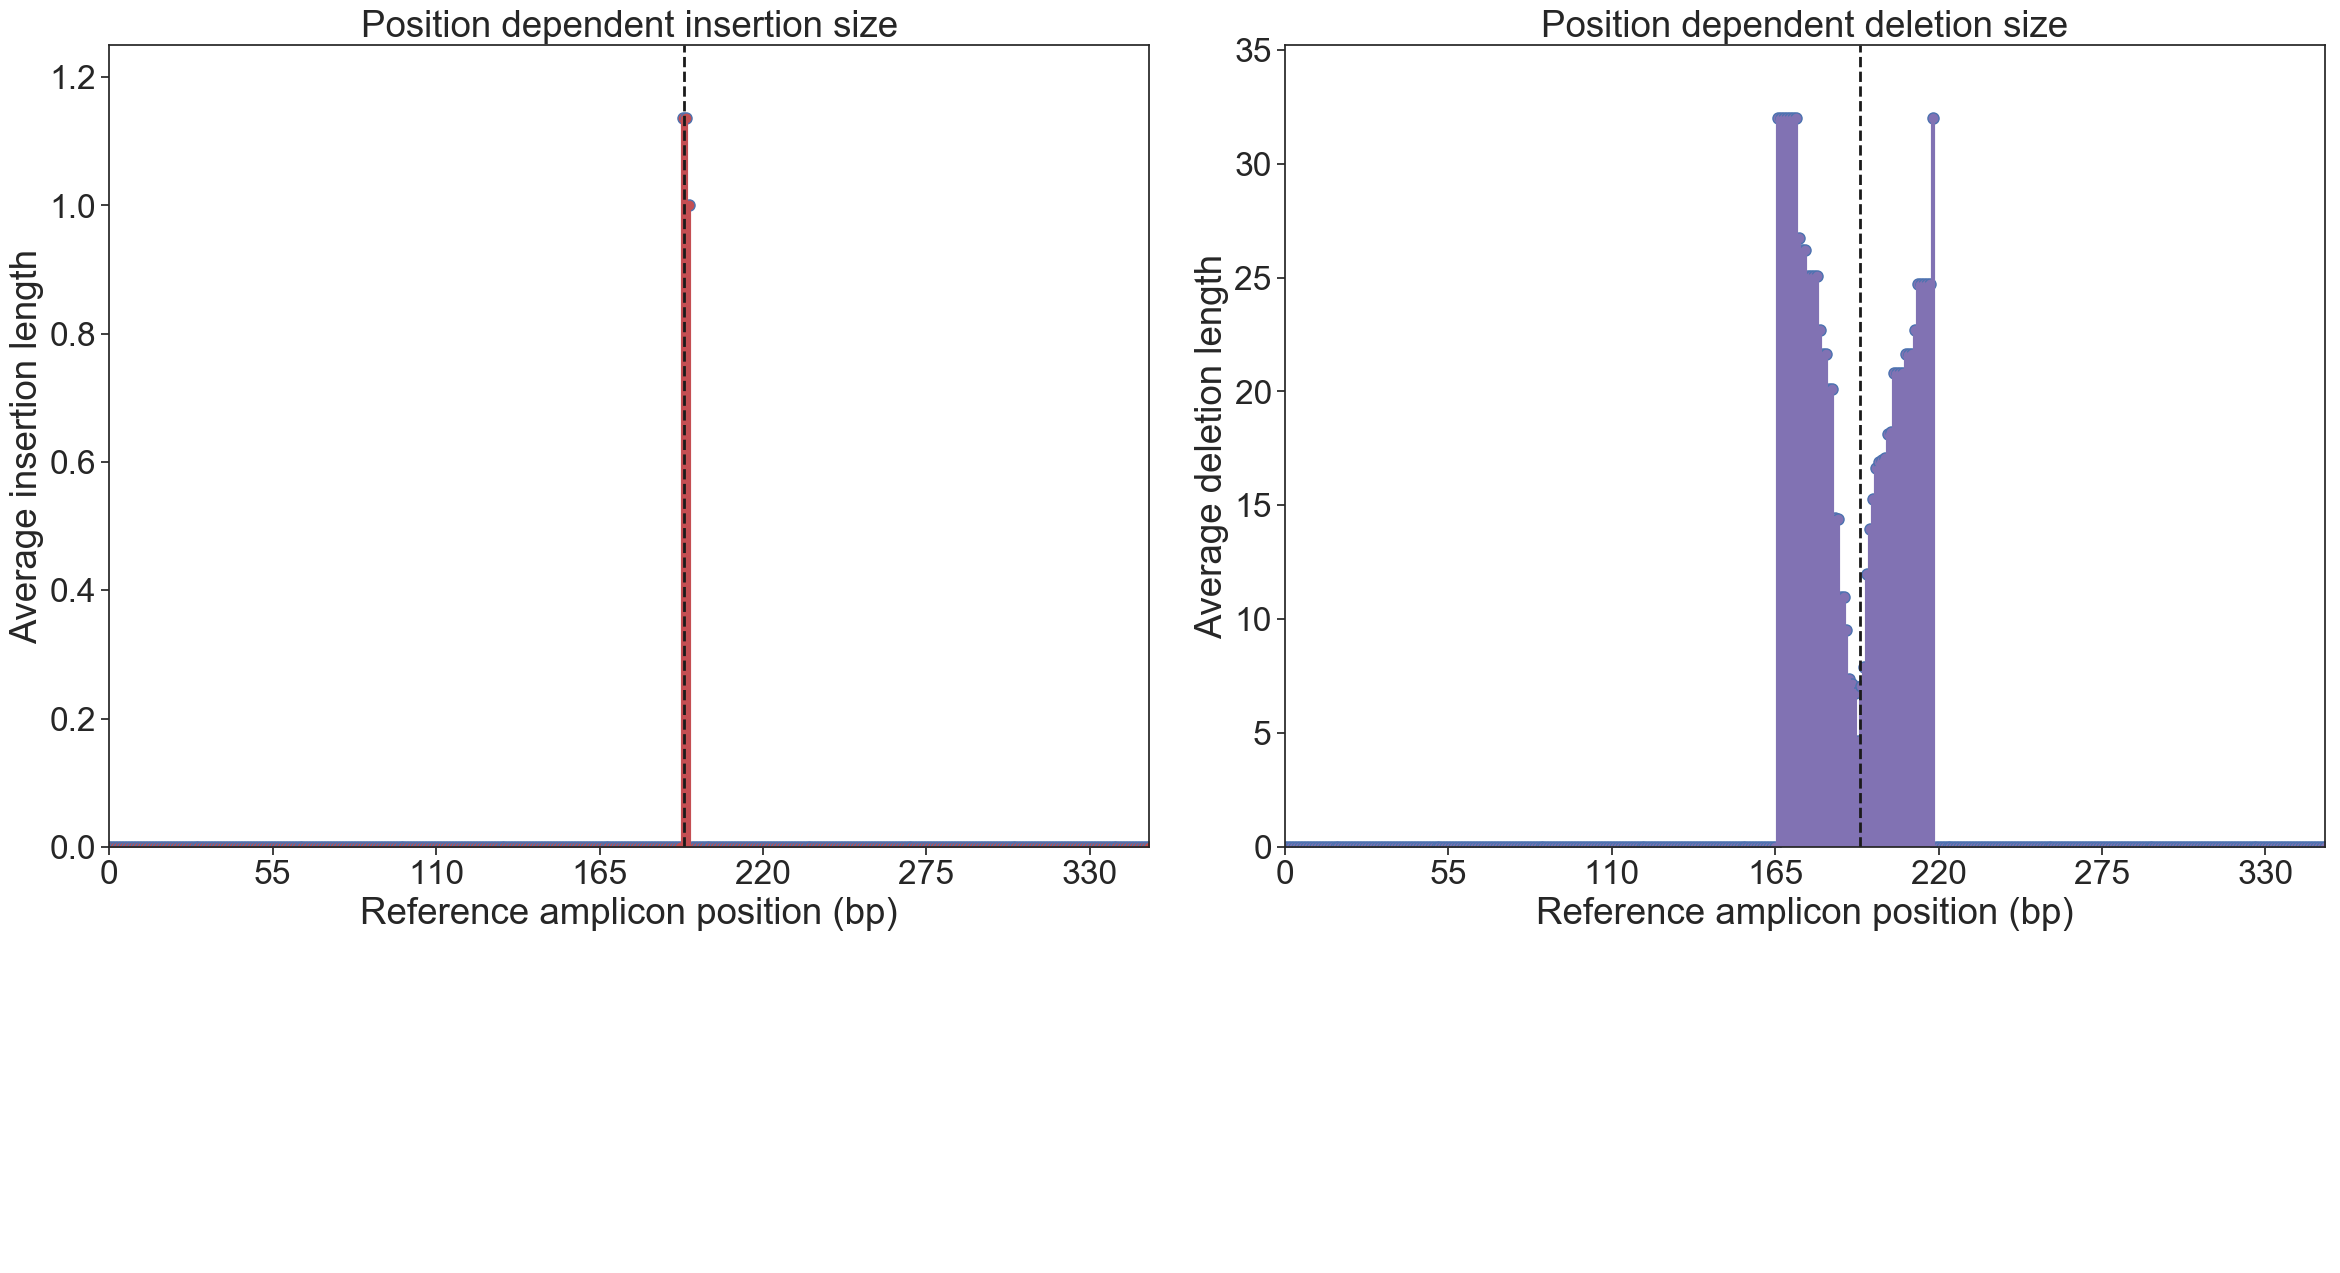 Position dependent insertion size
1.2
1.0
0.8
0.6
0.4
0.2
0.0
Average insertion length
0 55 110 165 220 275 330
Reference amplicon position (bp)
Position dependent deletion size
35
30
25
20
15
10
5
0
Average deletion length
0 55 110 165 220 275 330
Reference amplicon position (bp)